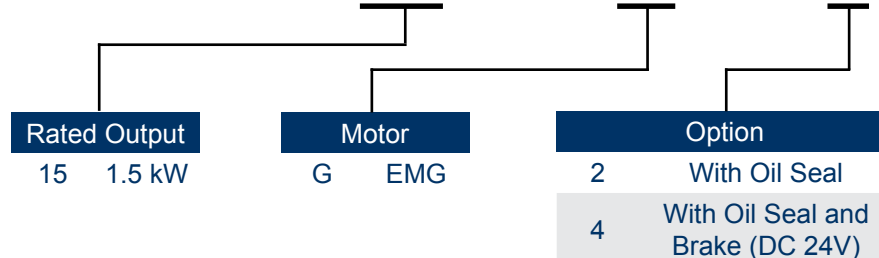 Rated Output
15 1.5 kW
Motor
G EMG
Option
2 With Oil Seal
4 With Oil Seal and
Brake (DC 24V)